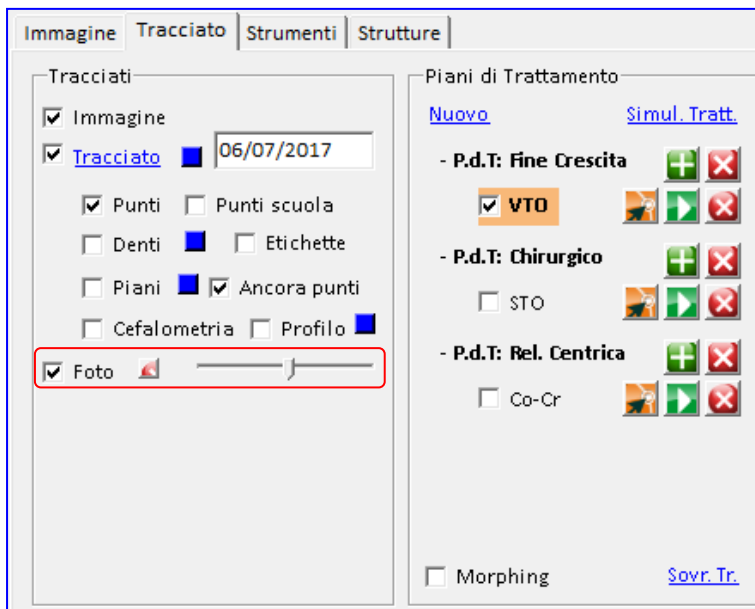 Immagine Tracciato Strumenti Strutture
Tracciati
Immagine
Tracciato 06/07/2017
Punti Punti scuola
Denti Etichette
Piani Ancora punti
Cefalometria Profilo
Foto
Piani di Trattamento
Nuovo Simul. Tratt.
- P.d.T: Fine Crescita
VTO
- P.d.T: Chirurgico
STO
- P.d.T: Rel. Centrica
Co-Cr
Morphing Sovr. Tr.